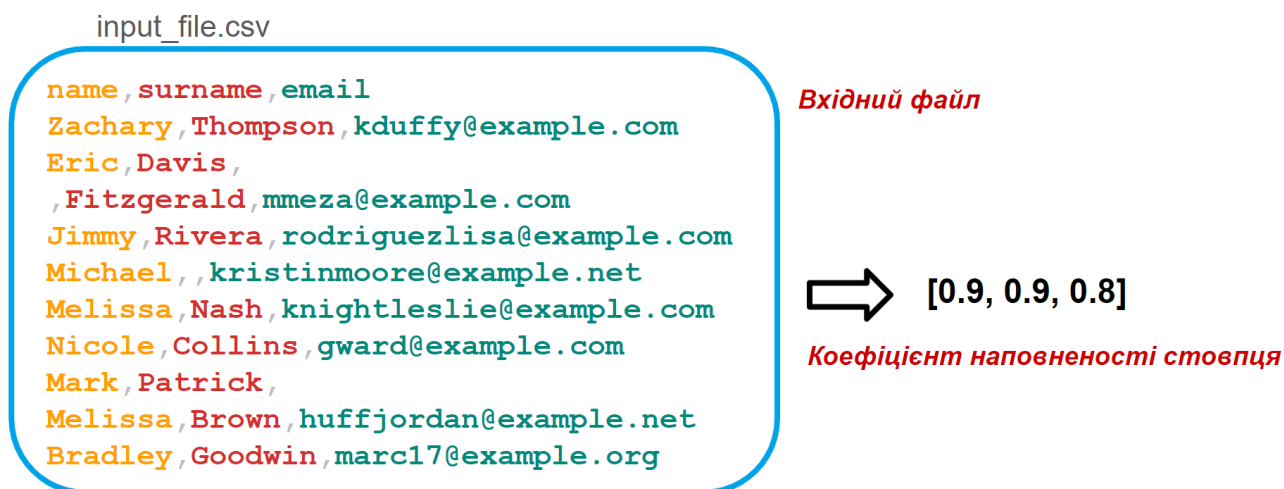 input_file.csv
name,surname,email
Zachary,Thompson,kduffy@example.com
Eric,Davis,
,Fitzgerald,mmeza@example.com
Jimmy,Rivera,rodriguezlisa@example.com
Michael,,kristinmoore@example.net
Melissa,Nash,knightleslie@example.com
Nicole,Collins,gward@example.com
Mark,Patrick,
Melissa,Brown,huffjordan@example.net
Bradley,Goodwin,marc17@example.org
Вхідний файл
[0.9, 0.9, 0.8]
Коефіцієнт наповненості стовпця